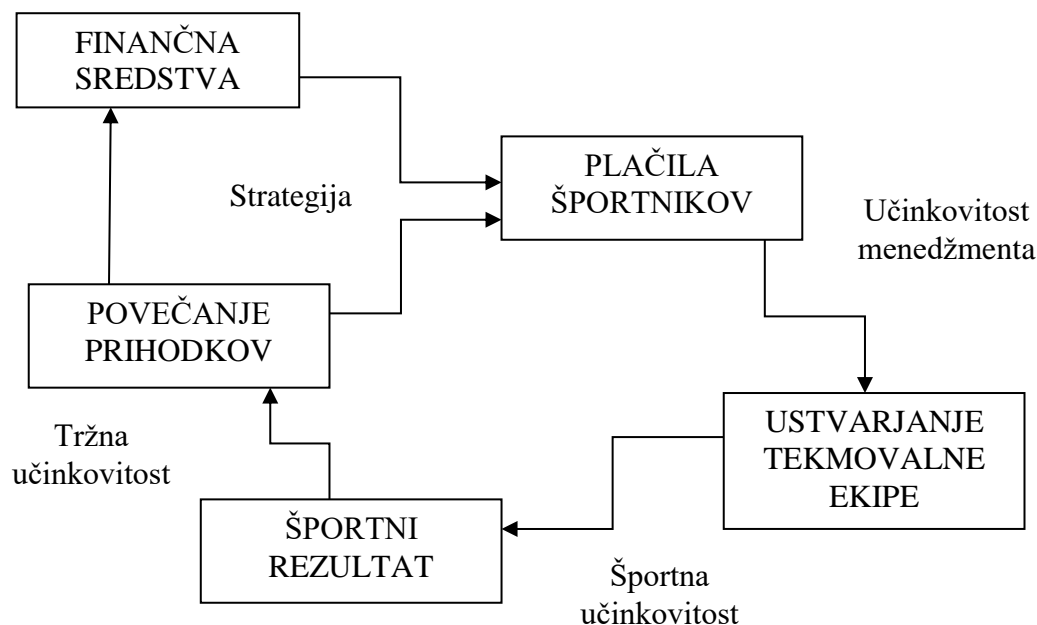 FINANČNA
SREDSTVA
PLAČILA
ŠPORTNIKOV
Strategija
Učinkovitost
menedžmenta
POVEČANJE
PRIHODKOV
USTVARJANJE
TEKMOVALNE
EKIPE
Tržna
učinkovitost
ŠPORTNI
REZULTAT
Športna
učinkovitost